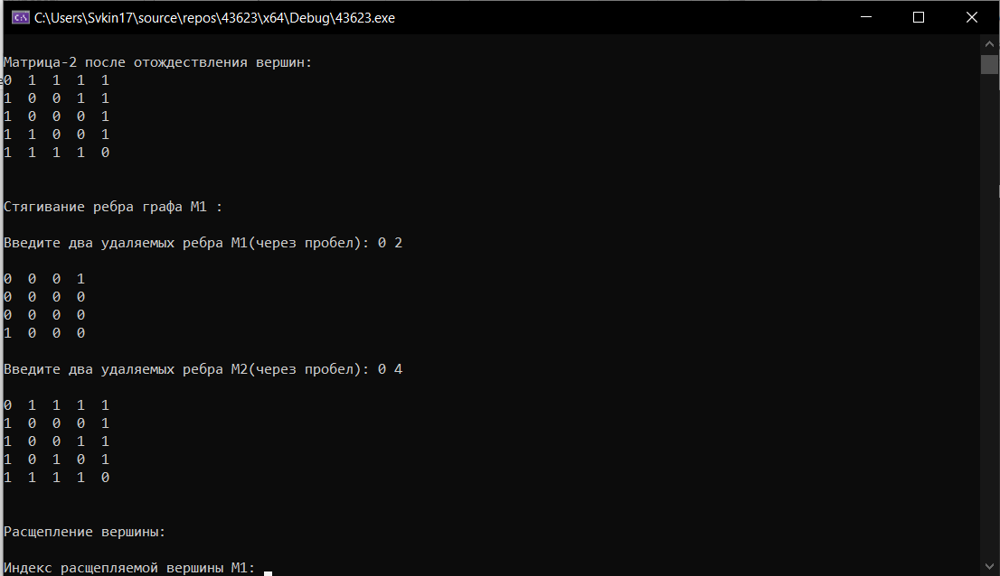 C:\Users\Svkin17\source\repos\43623\x64\Debug\43623.exe
Матрица-2 после отождествления вершин:
0 1 1 1 1
1 0 0 1 1
1 0 0 0 1
1 1 0 0 1
1 1 1 1 0
Стягивание ребра графа М1 :
Введите два удаляемых ребра М1(через пробел): 0 2
0 0 0 1
0 0 0 0
0 0 0 0
1 0 0 0
Введите два удаляемых ребра М2(через пробел): 0 4
0 1 1 1 1
1 0 0 0 1
1 0 0 1 1
1 0 1 0 1
1 1 1 1 0
Расщепление вершины:
Индекс расщепляемой вершины М1: